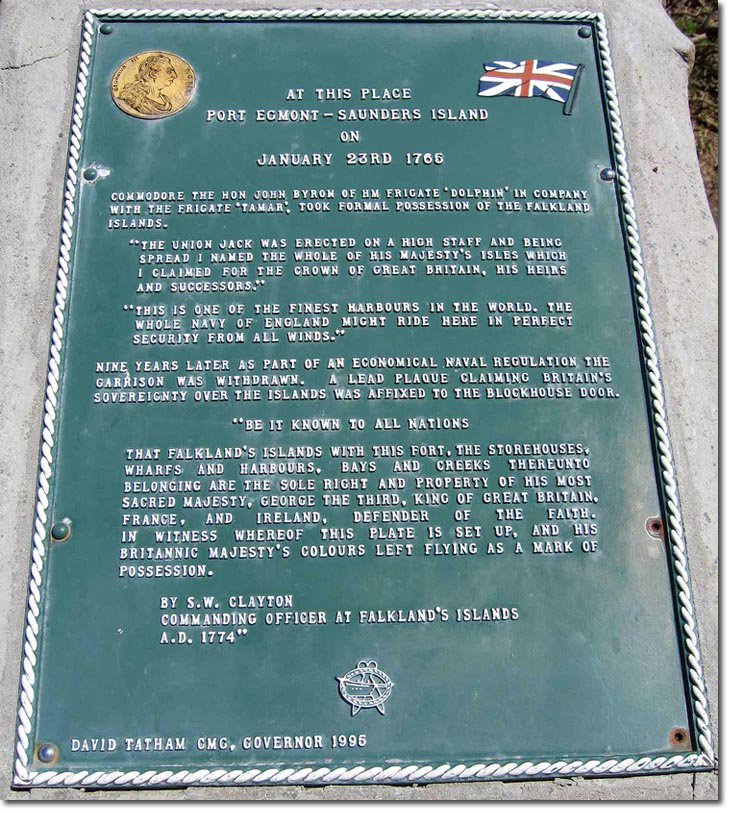 AT THIS PLACE
PORT EGMONT - SAUNDERS ISLAND
ON
JANUARY 23RD 1765
COMMODORE THE HON JOHN BYRON OF HM FRIGATE 'DOLPHIN' IN COMPANY
WITH THE FRIGATE 'TAMAR', TOOK FORMAL POSSESSION OF THE FALKLAND
ISLANDS.
"THE UNION JACK WAS ERECTED ON A HIGH STAFF AND BEING
SPREAD I NAMED THE WHOLE OF HIS MAJESTY'S ISLES WHICH
I CLAIMED FOR THE CROWN OF GREAT BRITAIN, HIS HEIRS
AND SUCCESSORS."
"THIS IS ONE OF THE FINEST HARBOURS IN THE WORLD. THE
WHOLE NAVY OF ENGLAND MIGHT RIDE HERE IN PERFECT
SECURITY FROM ALL WINDS."
NINE YEARS LATER AS PART OF AN ECONOMICAL NAVAL REGULATION THE
GARRISON WAS WITHDRAWN. A LEAD PLAQUE CLAIMING BRITAIN'S
SOVEREIGNTY OVER THE ISLANDS WAS AFFIXED TO THE BLOCKHOUSE DOOR.
"BE IT KNOWN TO ALL NATIONS
THAT FALKLAND'S ISLANDS WITH THIS FORT, THE STOREHOUSES,
WHARFS AND HARBOURS, BAYS AND CREEKS THEREUNTO
BELONGING ARE THE SOLE RIGHT AND PROPERTY OF HIS MOST
SACRED MAJESTY, GEORGE THE THIRD, KING OF GREAT BRITAIN,
FRANCE, AND IRELAND, DEFENDER OF THE FAITH.
IN WITNESS WHEREOF THIS PLATE IS SET UP, AND HIS
BRITANNIC MAJESTY'S COLOURS LEFT FLYING AS A MARK OF
POSSESSION.
BY S.W. CLAYTON
COMMANDING OFFICER AT FALKLAND'S ISLANDS
A.D. 1774"
DAVID TATHAM CMG, GOVERNOR 1995